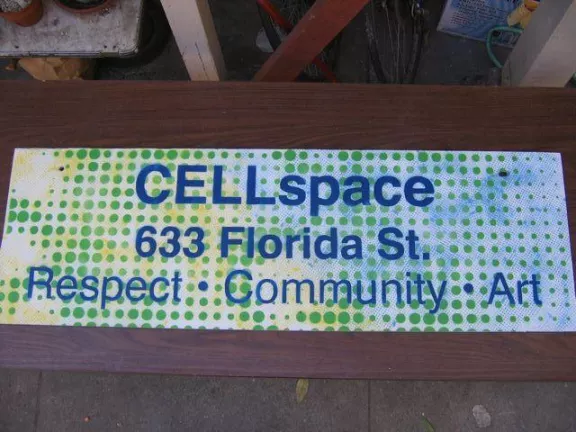 CELLspace
633 Florida St.
Respect • Community • Art